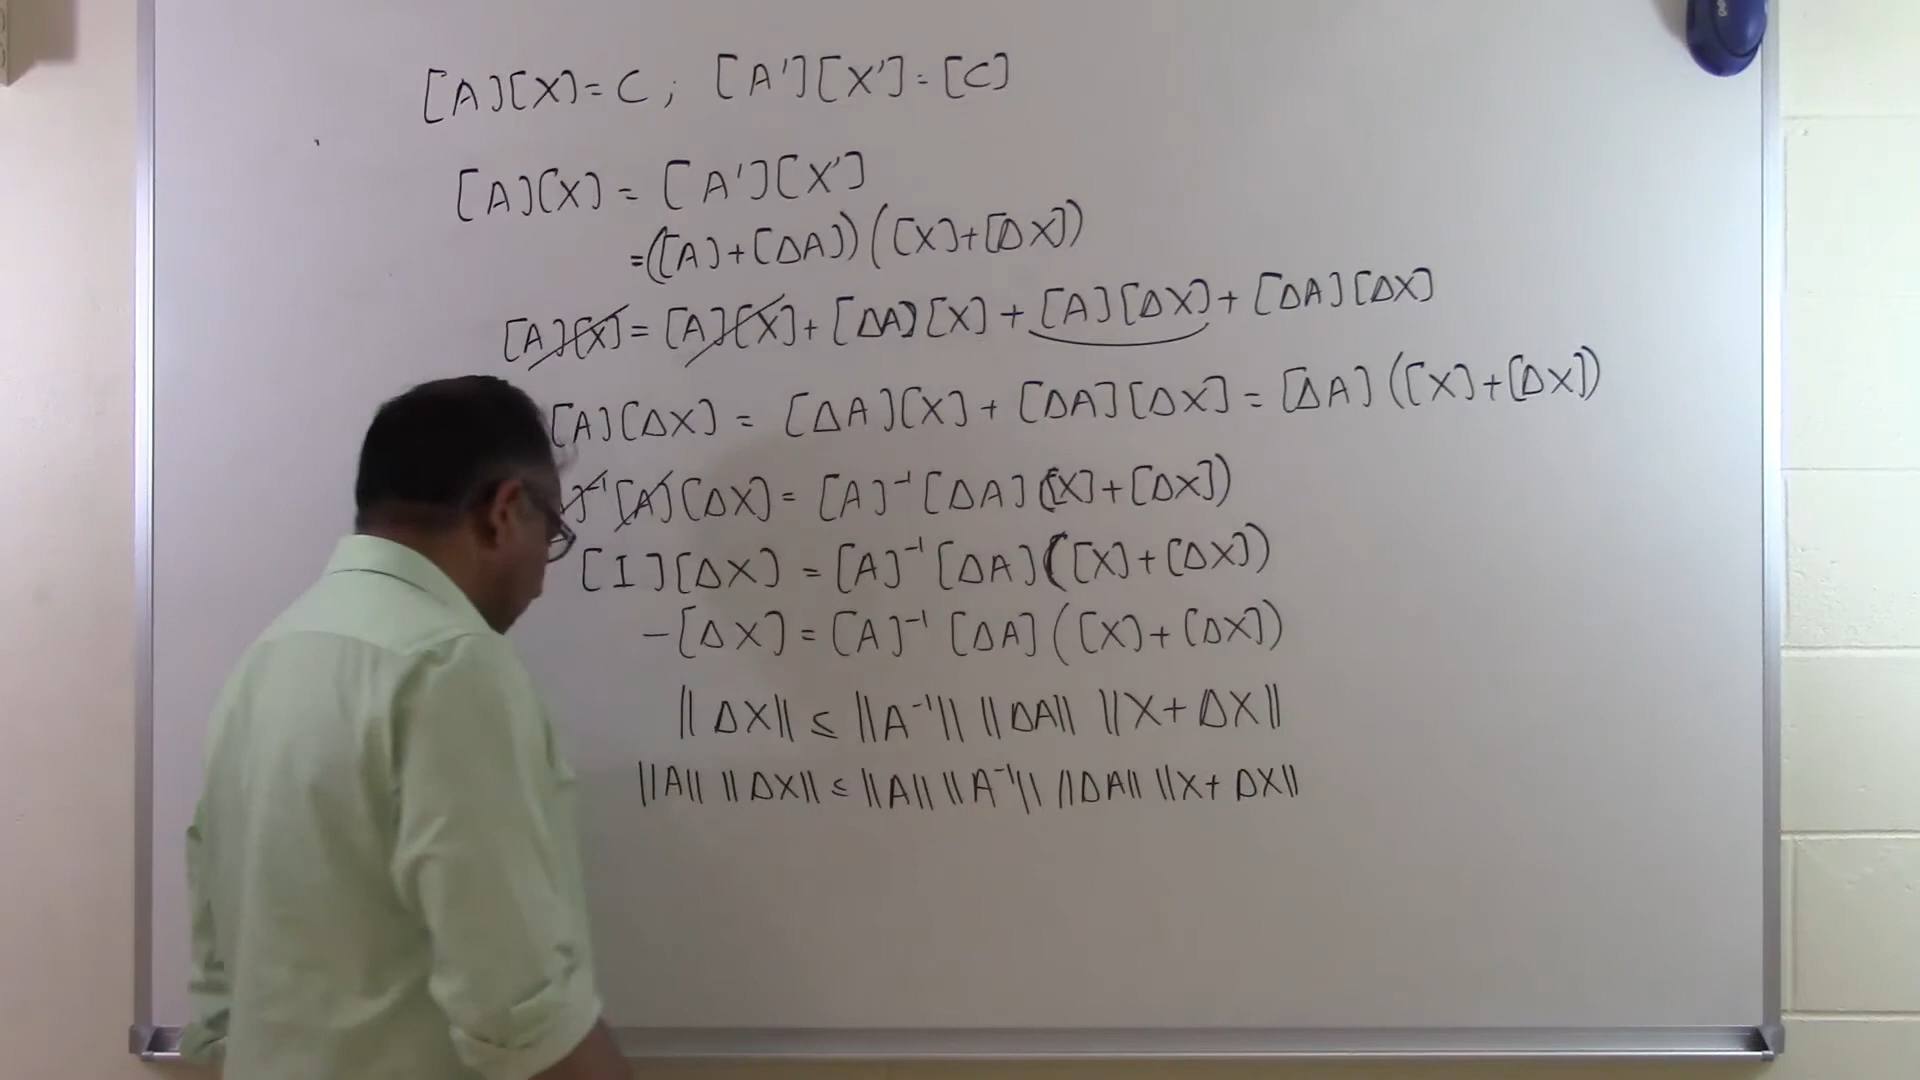 [A][X]=C ; [A'][X']=[C]
[A][X] = [A'][X']
=([A]+[ΔA])([X]+[ΔX])
[A][X] = [A][X]+[ΔA][X]+[A][ΔX]+[ΔA][ΔX]
[A][ΔX] = [ΔA][X]+[ΔA][ΔX] = [ΔA]([X]+[ΔX])
]⁻¹[A][ΔX] = [A]⁻¹[ΔA]([X]+[ΔX])
[I][ΔX] = [A]⁻¹[ΔA]([X]+[ΔX])
-[ΔX] = [A]⁻¹[ΔA]([X]+[ΔX])
||ΔX|| ≤ ||A⁻¹|| ||ΔA|| ||X+ΔX||
||A|| ||ΔX|| ≤ ||A|| ||A⁻¹|| ||ΔA|| ||X+ΔX||